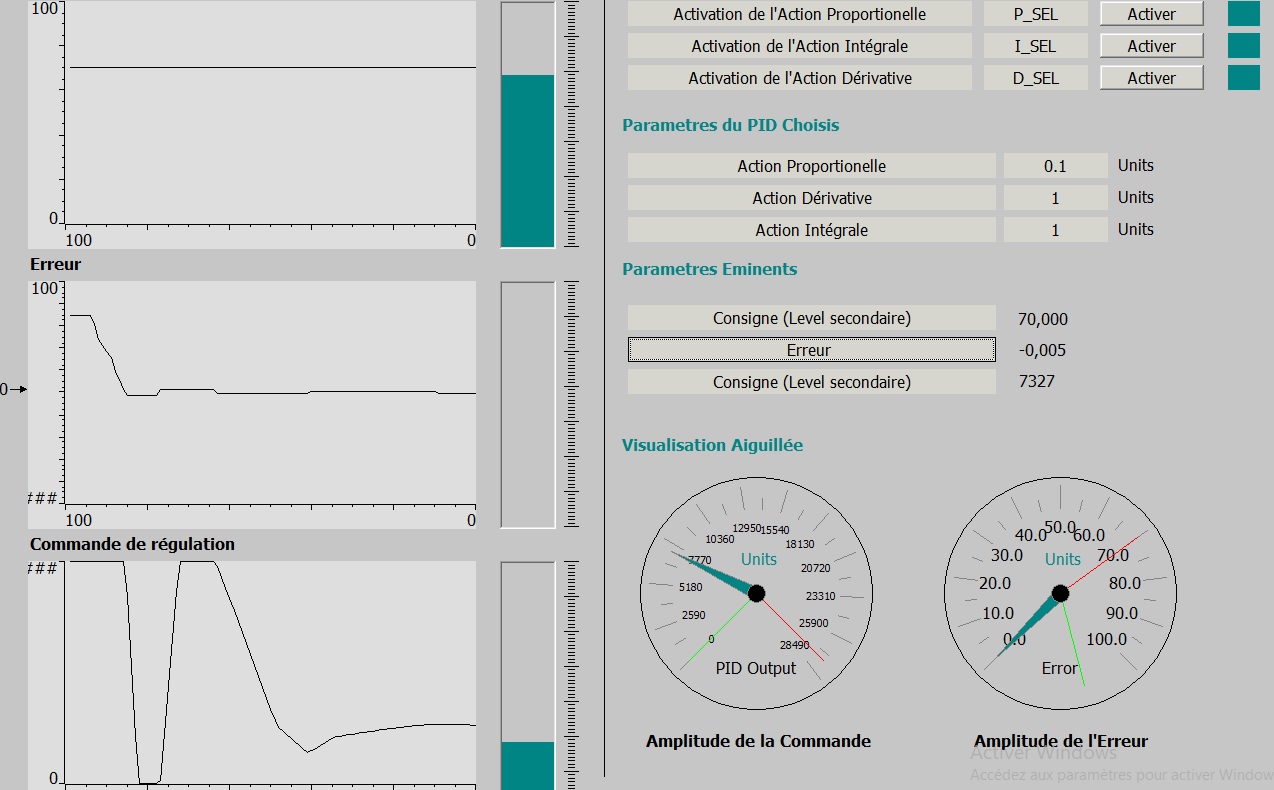 100
0
100 0
Erreur
100
0
###
100 0
Commande de régulation
###
0
Activation de l'Action Proportionelle P_SEL Activer
Activation de l'Action Intégrale I_SEL Activer
Activation de l'Action Dérivative D_SEL Activer
Parametres du PID Choisis
Action Proportionelle 0.1 Units
Action Dérivative 1 Units
Action Intégrale 1 Units
Parametres Eminents
Consigne (Level secondaire) 70,000
Erreur -0,005
Consigne (Level secondaire) 7327
Visualisation Aiguillée
0 2590 5180 7770 10360 12950 15540 18130 20720 23310 25900 28490
Units
PID Output
Amplitude de la Commande
0.0 10.0 20.0 30.0 40.0 50.0 60.0 70.0 80.0 90.0 100.0
Units
Error
Amplitude de l'Erreur
Activer Windows
Accédez aux paramètres pour activer Window